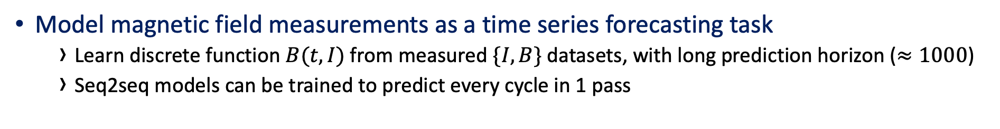 • Model magnetic field measurements as a time series forecasting task
› Learn discrete function B(t, I) from measured {I, B} datasets, with long prediction horizon (≈ 1000)
› Seq2seq models can be trained to predict every cycle in 1 pass